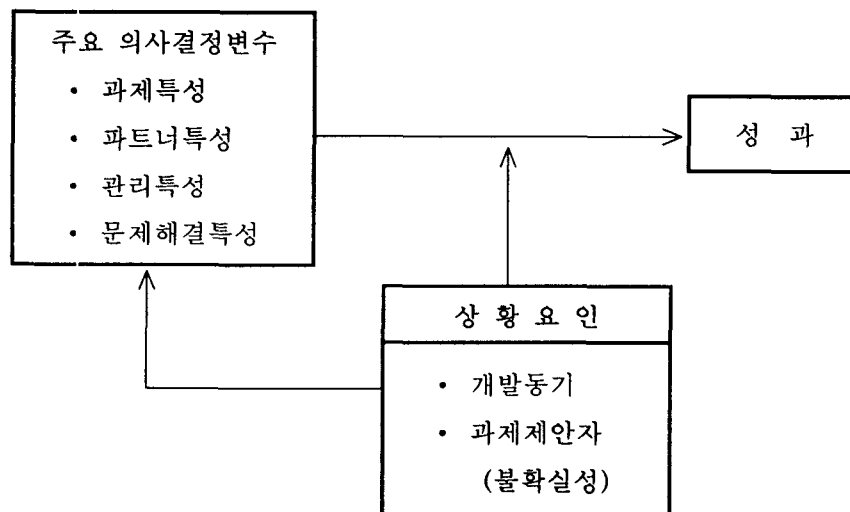 주요 의사결정변수
• 과제특성
• 파트너특성
• 관리특성
• 문제해결특성
성 과
상 황 요 인
• 개발동기
• 과제제안자
(불확실성)